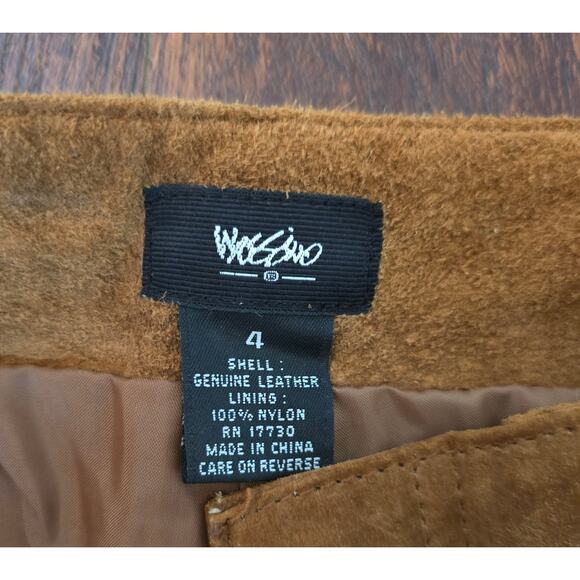 Mossimo
4
SHELL :
GENUINE LEATHER
LINING :
100% NYLON
RN 17730
MADE IN CHINA
CARE ON REVERSE